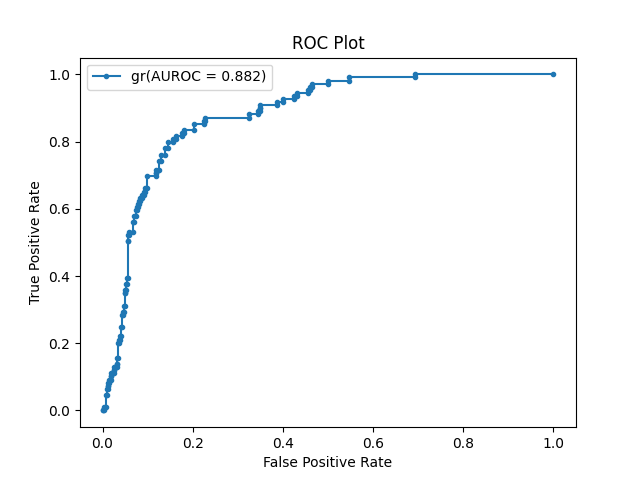 ROC Plot
gr(AUROC = 0.882)
True Positive Rate
1.0
0.8
0.6
0.4
0.2
0.0
0.0 0.2 0.4 0.6 0.8 1.0
False Positive Rate